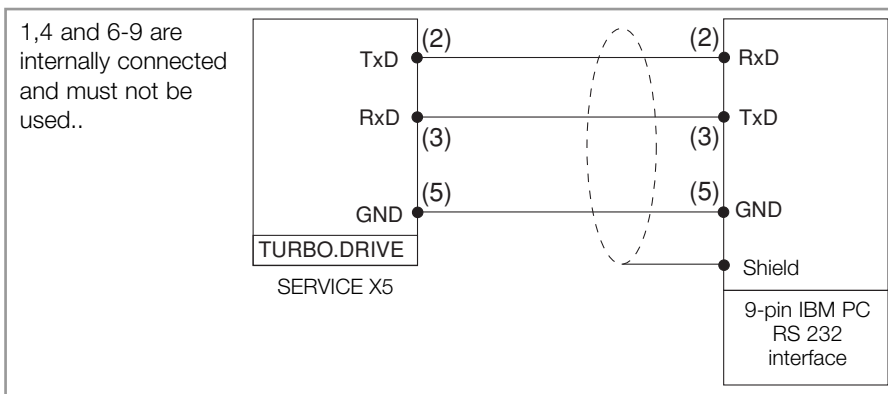 1,4 and 6-9 are
internally connected
and must not be
used..
TxD (2) (2) RxD
RxD (3) (3) TxD
GND (5) (5) GND
Shield
TURBO.DRIVE
SERVICE X5
9-pin IBM PC
RS 232
interface